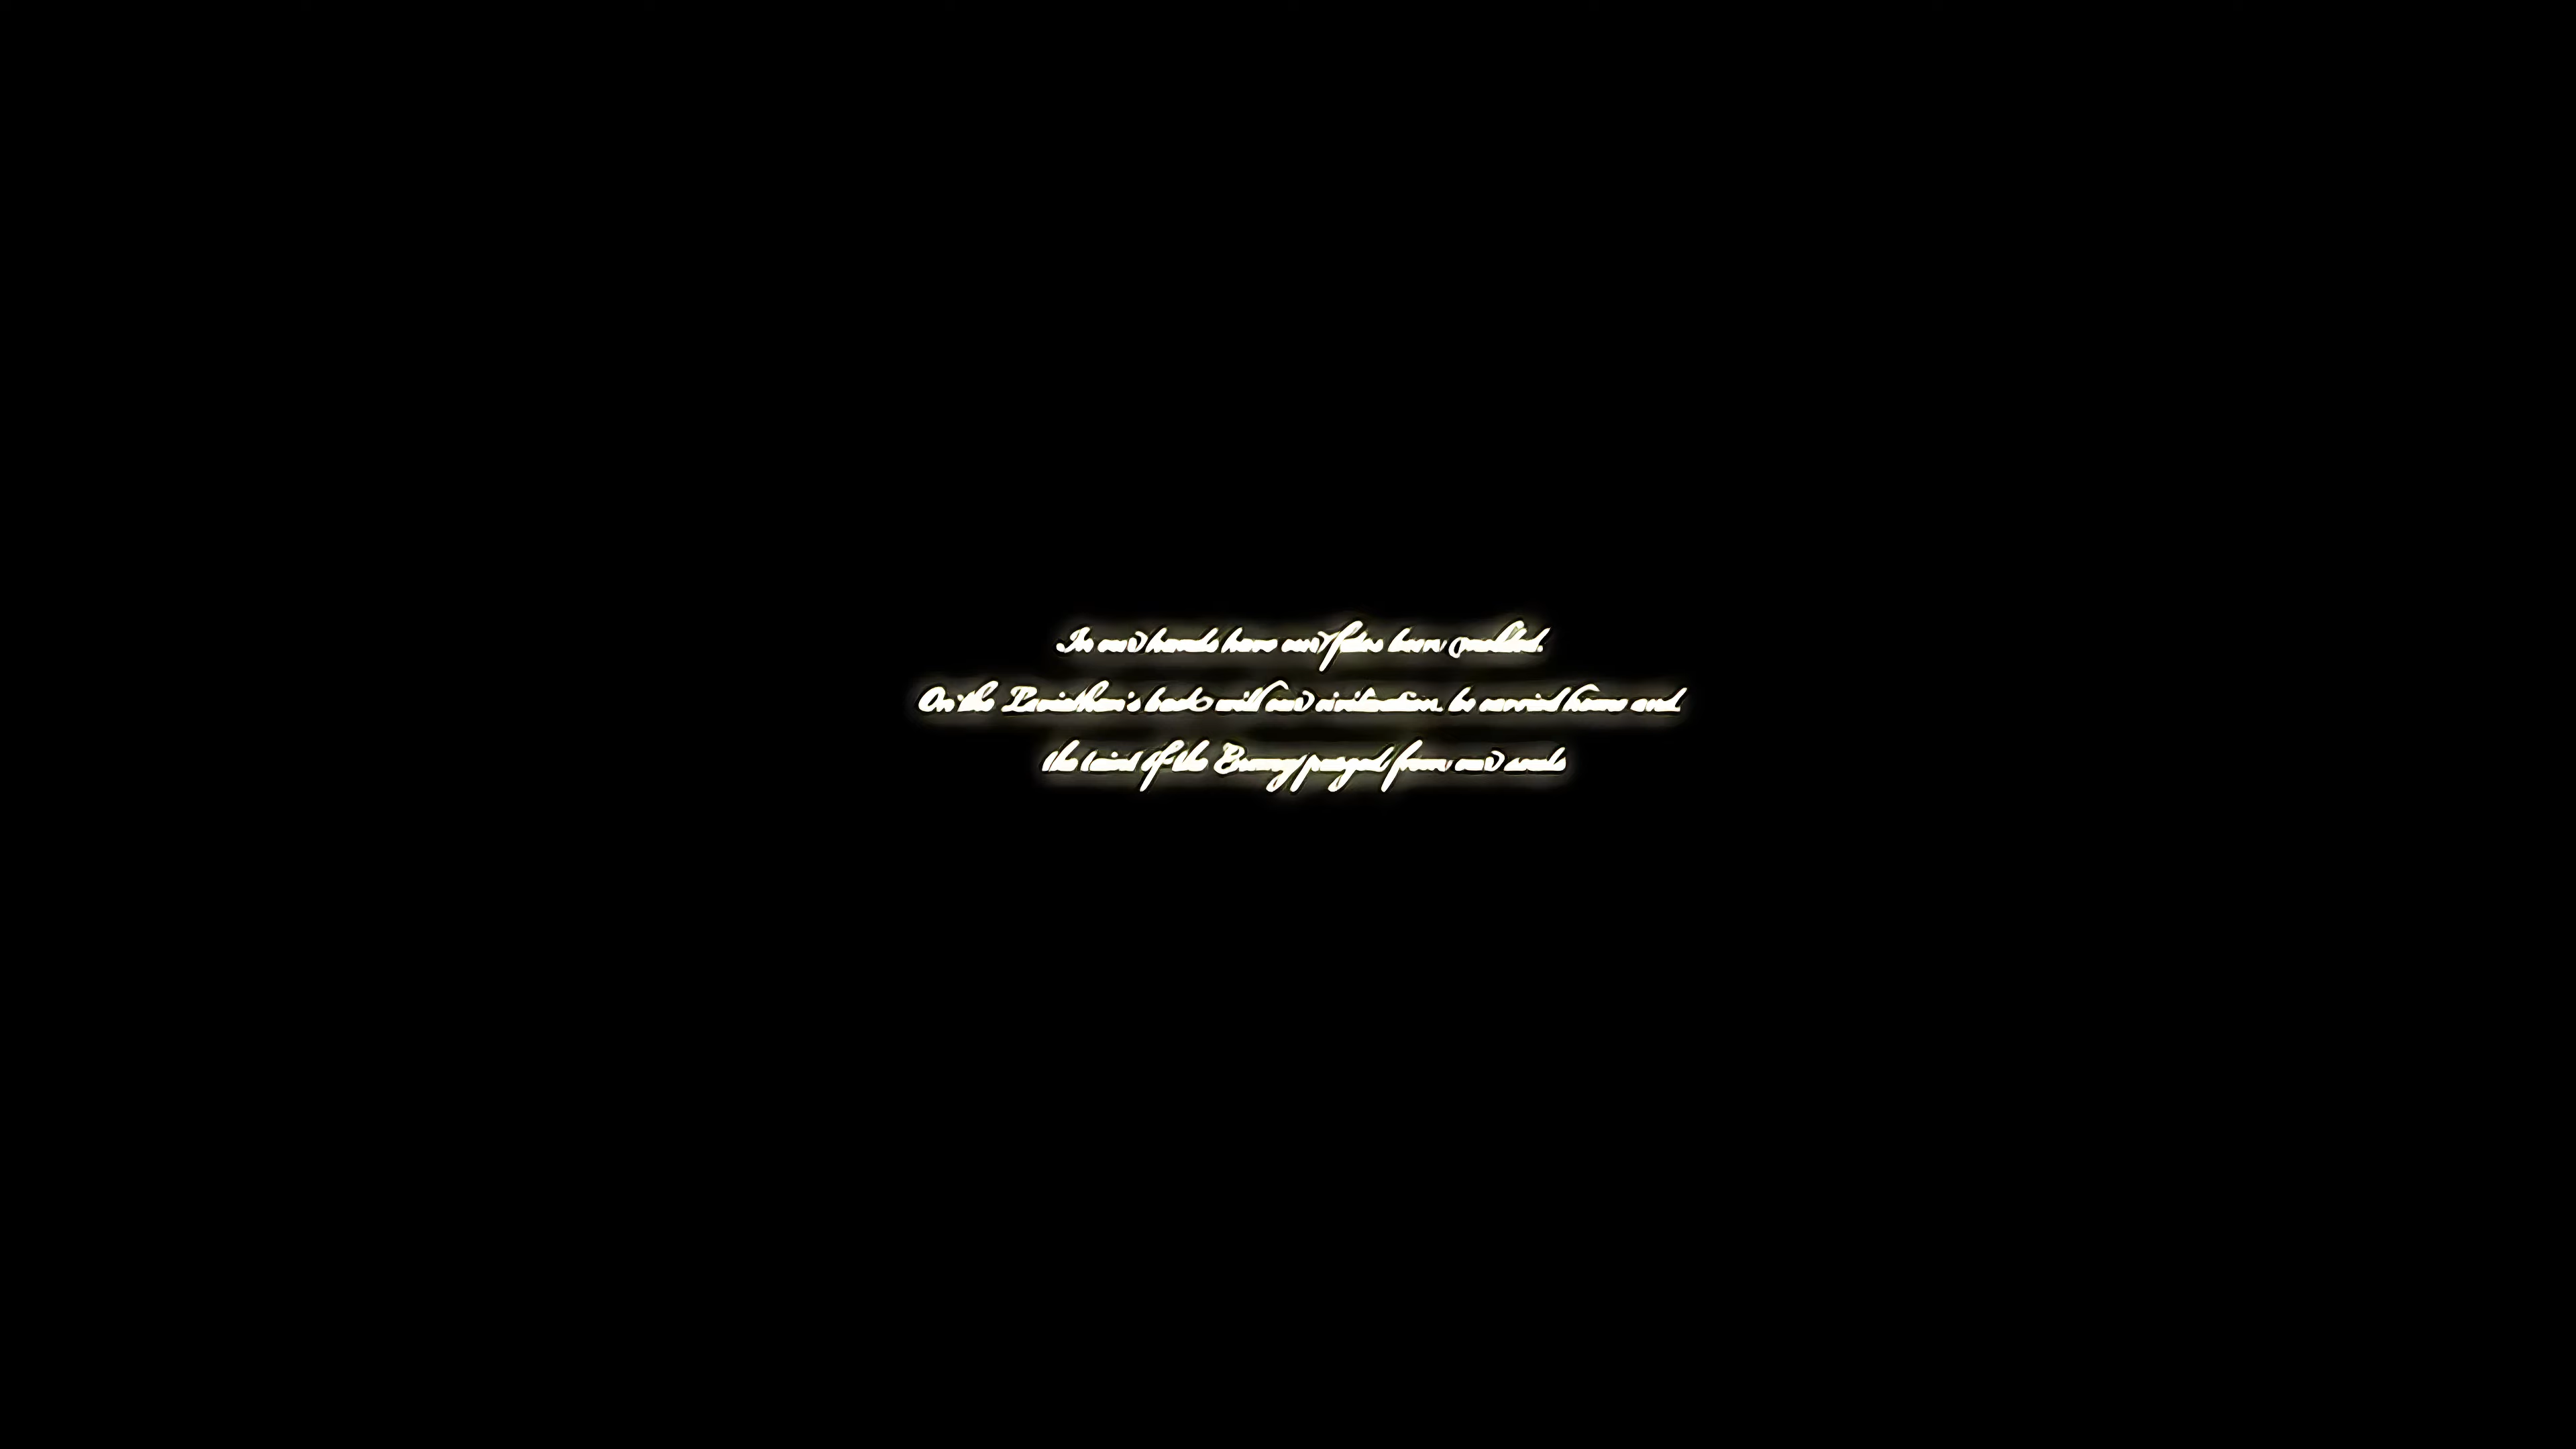 In our hands have our fates been molded.
On the Leviathan's back will our civilization be carried home and
the taint of the Enemy purged from our souls